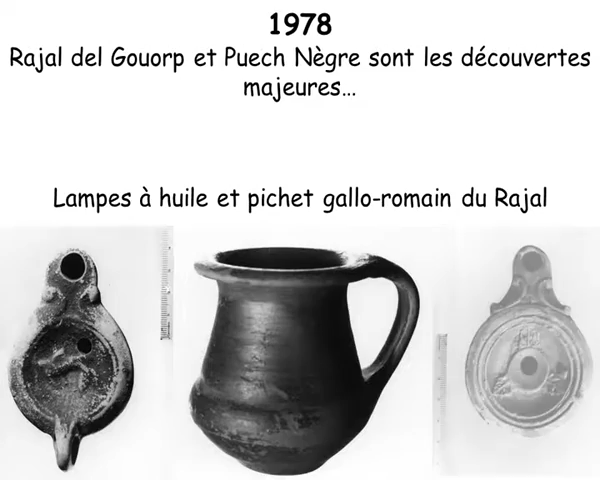 1978
Rajal del Gouorp et Puech Nègre sont les découvertes
majeures…
Lampes à huile et pichet gallo-romain du Rajal